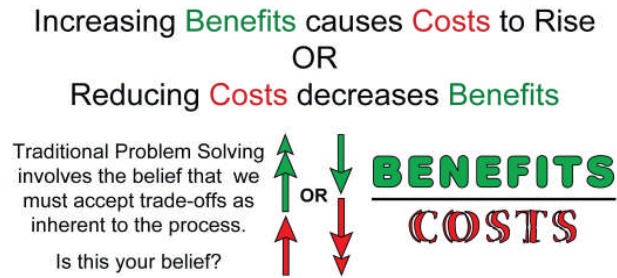 Increasing Benefits causes Costs to Rise
OR
Reducing Costs decreases Benefits
Traditional Problem Solving
involves the belief that we
must accept trade-offs as
inherent to the process.
Is this your belief?
OR
BENEFITS
COSTS